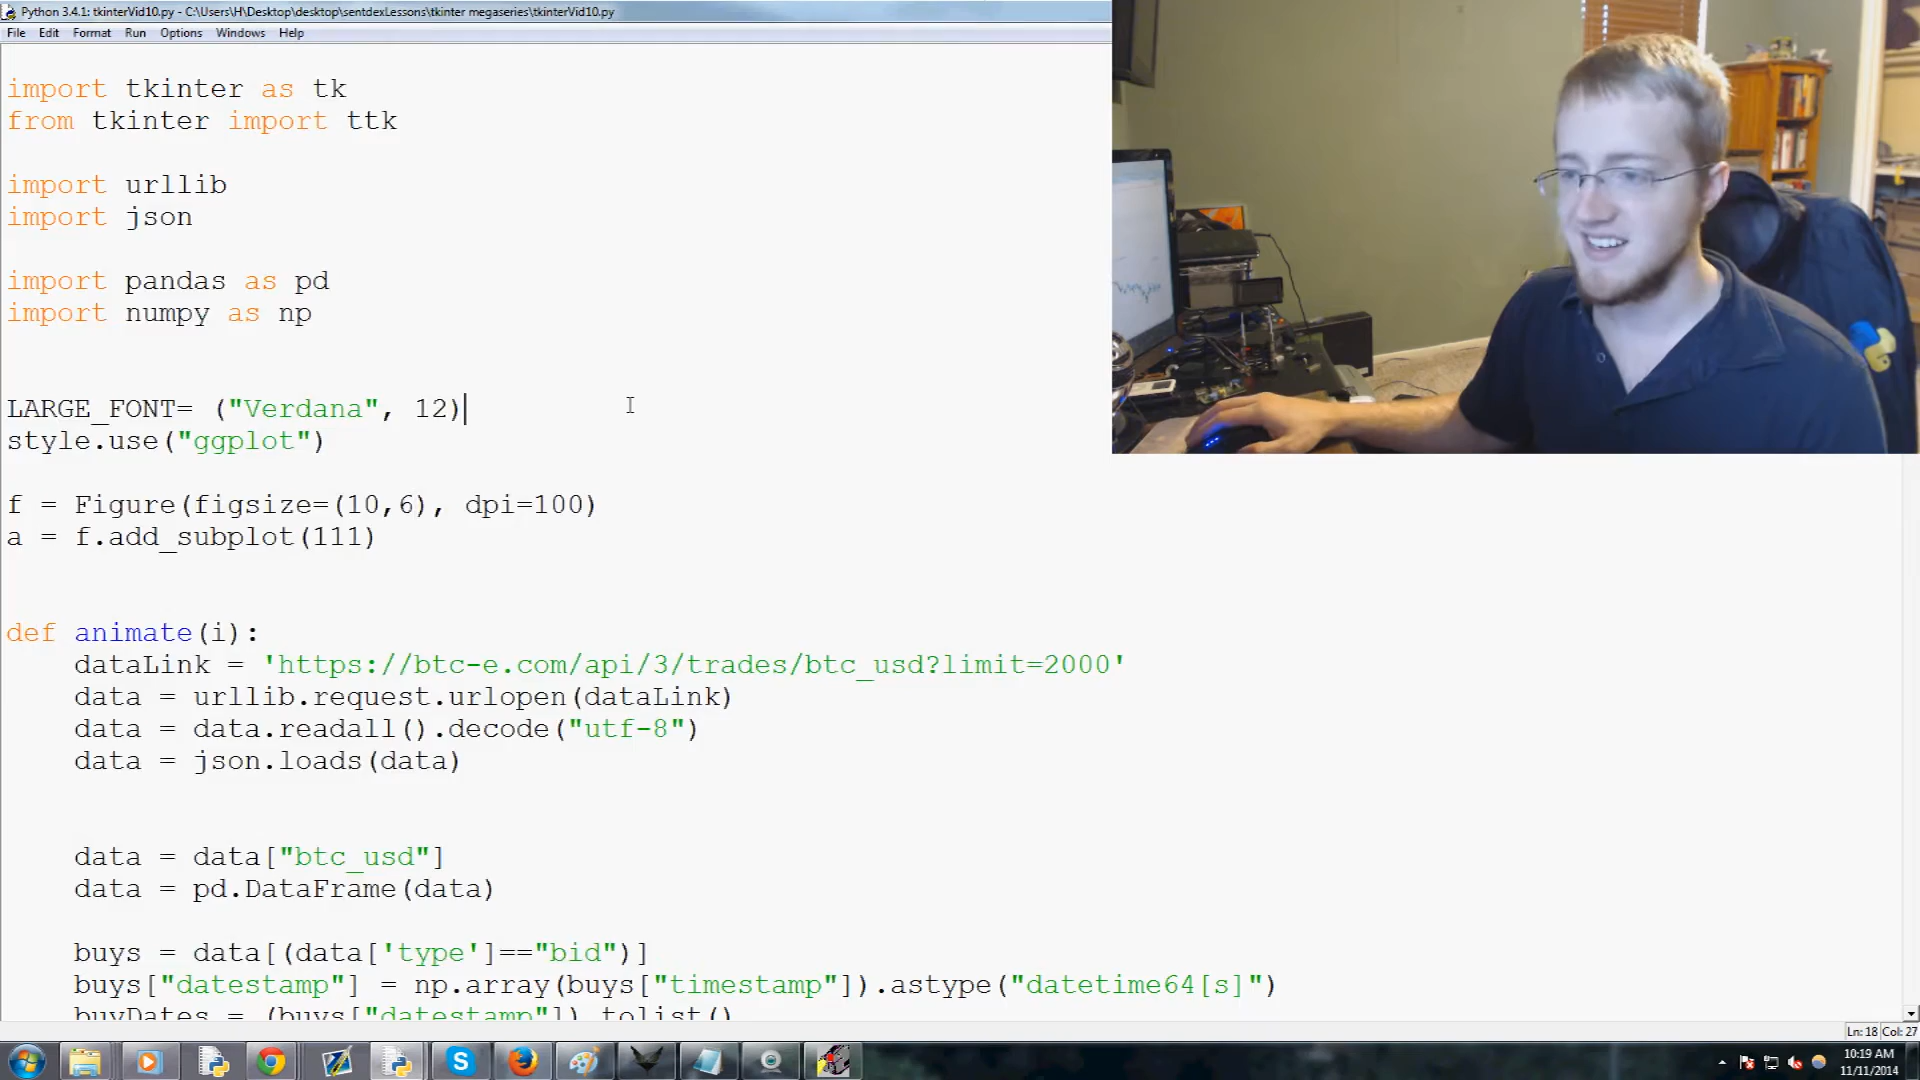 Python 3.4.1: tkinterVid10.py - C:\Users\H\Desktop\desktop\sentdexLessons\tkinter megaseries\tkinterVid10.py
File Edit Format Run Options Windows Help
import tkinter as tk
from tkinter import ttk
import urllib
import json
import pandas as pd
import numpy as np
LARGE_FONT= ("Verdana", 12)
style.use("ggplot")
f = Figure(figsize=(10,6), dpi=100)
a = f.add_subplot(111)
def animate(i):
dataLink = 'https://btc-e.com/api/3/trades/btc_usd?limit=2000'
data = urllib.request.urlopen(dataLink)
data = data.readall().decode("utf-8")
data = json.loads(data)
data = data["btc_usd"]
data = pd.DataFrame(data)
buys = data[(data['type']=="bid")]
buys["datestamp"] = np.array(buys["timestamp"]).astype("datetime64[s]")
buyDates = (buys["datestamp"]).tolist()
Ln: 18 Col: 27
10:19 AM
11/11/2014